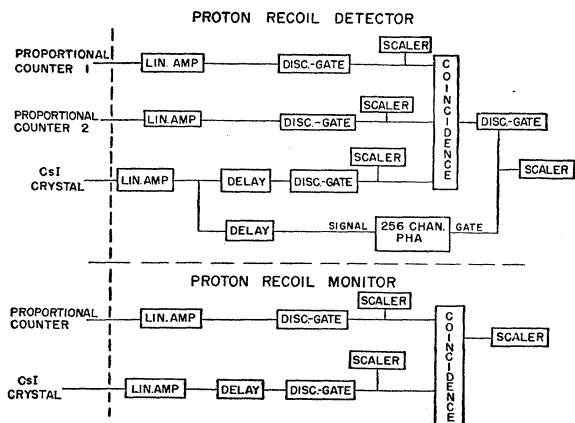 PROTON RECOIL DETECTOR
PROPORTIONAL
COUNTER 1
LIN. AMP
DISC.-GATE
SCALER
COINCIDENCE
PROPORTIONAL
COUNTER 2
LIN.AMP
DISC.-GATE
SCALER
DISC.-GATE
CsI
CRYSTAL
LIN.AMP
DELAY
DISC.-GATE
SCALER
SCALER
DELAY
SIGNAL
256 CHAN.
PHA
GATE
PROTON RECOIL MONITOR
PROPORTIONAL
COUNTER
LIN. AMP
DISC.-GATE
SCALER
COINCIDENCE
SCALER
CsI
CRYSTAL
LIN. AMP
DELAY
DISC.-GATE
SCALER